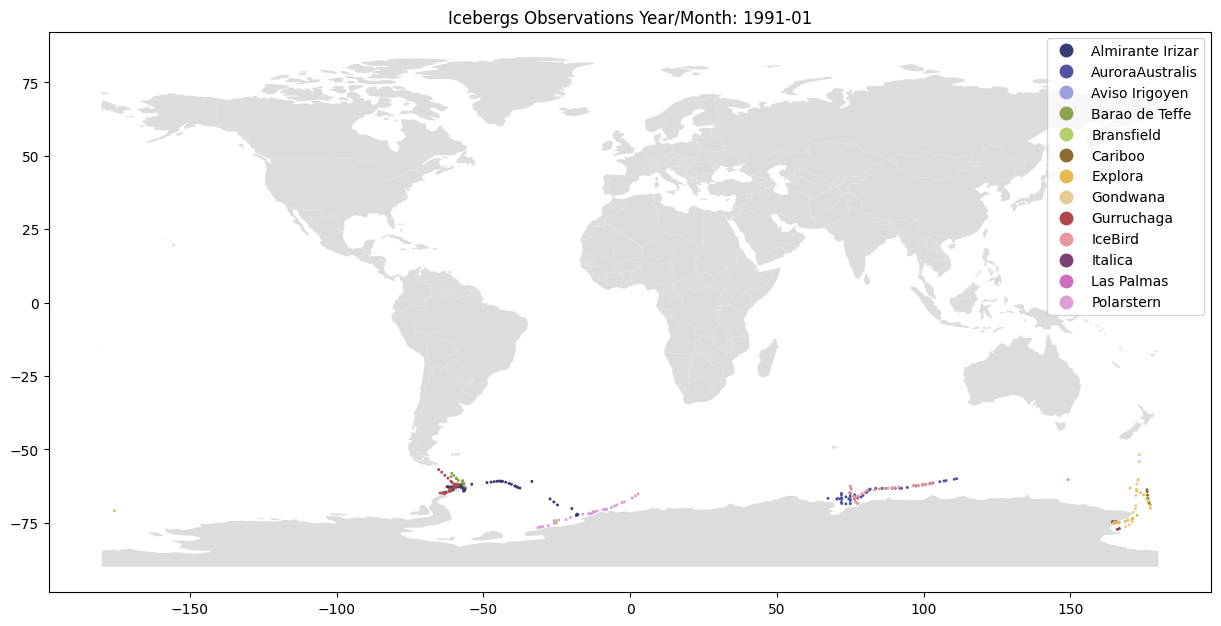 Icebergs Observations Year/Month: 1991-01
Almirante Irizar
AuroraAustralis
Aviso Irigoyen
Barao de Teffe
Bransfield
Cariboo
Explora
Gondwana
Gurruchaga
IceBird
Italica
Las Palmas
Polarstern
75
50
25
0
−25
−50
−75
−150
−100
−50
0
50
100
150